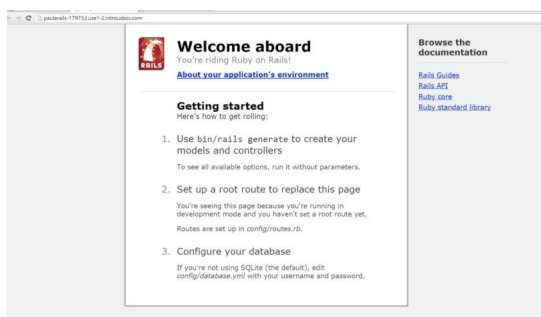 paularails-179752.use1-2.nitrousbox.com
RAILS
Welcome aboard
You're riding Ruby on Rails!
About your application's environment
Getting started
Here's how to get rolling:
1. Use bin/rails generate to create your
models and controllers
To see all available options, run it without parameters.
2. Set up a root route to replace this page
You're seeing this page because you're running in
development mode and you haven't set a root route yet.
Routes are set up in config/routes.rb.
3. Configure your database
If you're not using SQLite (the default), edit
config/database.yml with your username and password.
Browse the
documentation
Rails Guides
Rails API
Ruby core
Ruby standard library